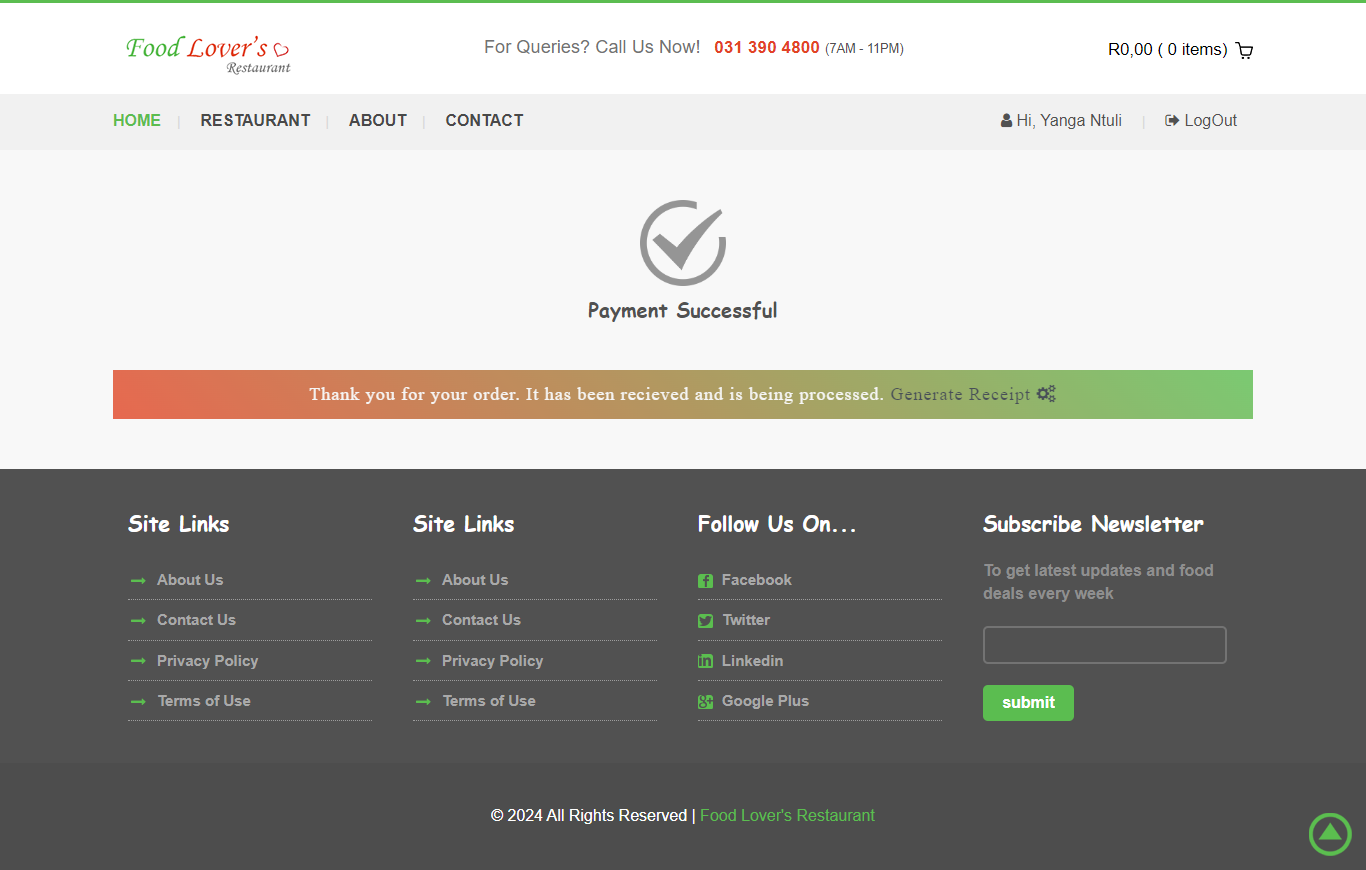 Food Lover's
Restaurant
For Queries? Call Us Now! 031 390 4800 (7AM - 11PM)
R0,00 ( 0 items)
HOME | RESTAURANT | ABOUT | CONTACT
Hi, Yanga Ntuli | LogOut
Payment Successful
Thank you for your order. It has been recieved and is being processed. Generate Receipt
Site Links
About Us
Contact Us
Privacy Policy
Terms of Use
Site Links
About Us
Contact Us
Privacy Policy
Terms of Use
Follow Us On...
Facebook
Twitter
Linkedin
Google Plus
Subscribe Newsletter
To get latest updates and food
deals every week
submit
© 2024 All Rights Reserved | Food Lover's Restaurant